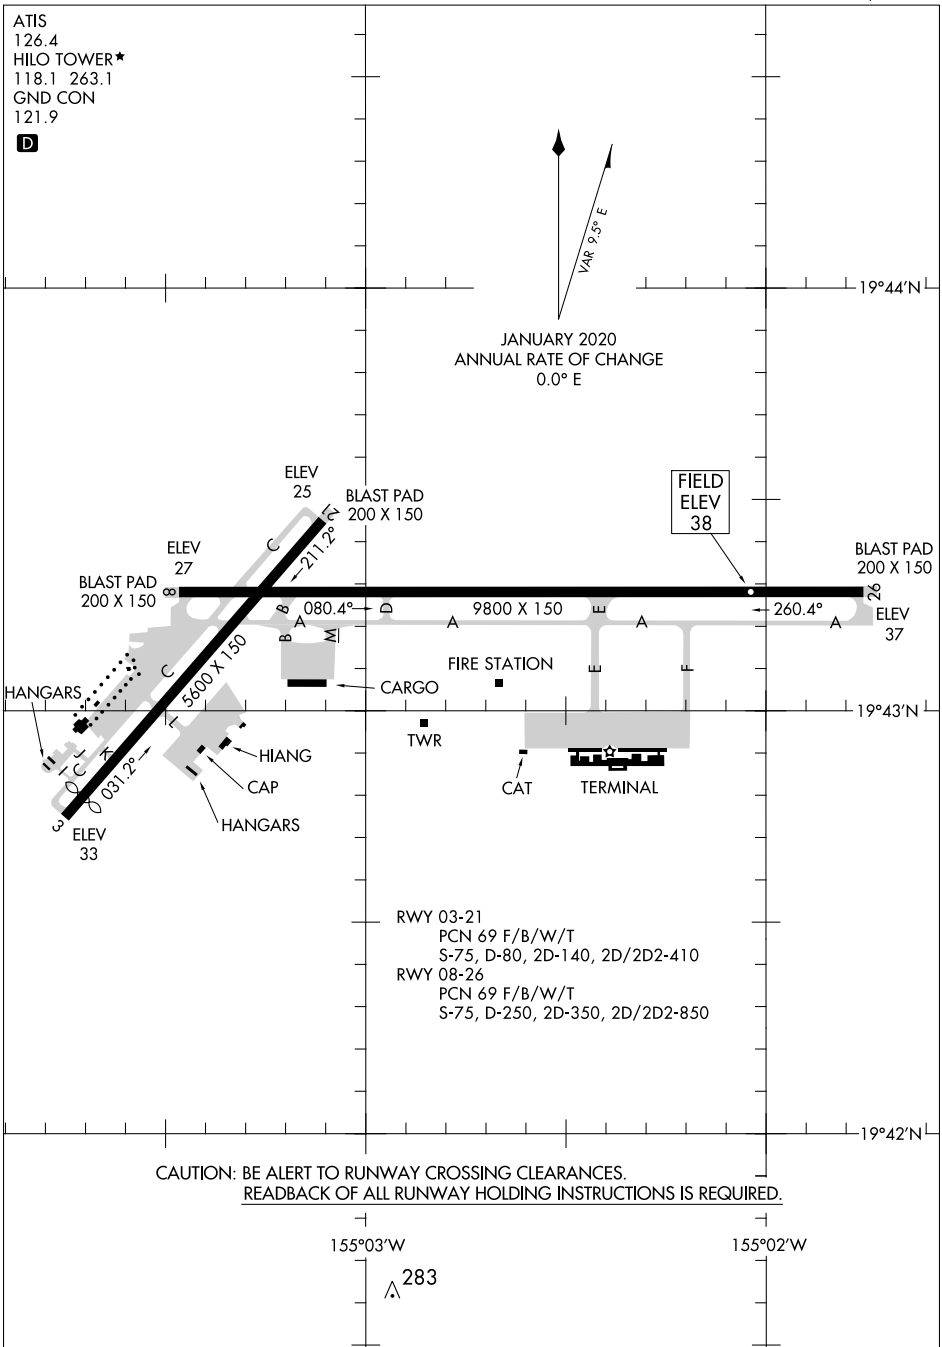 ATIS
126.4
HILO TOWER★
118.1 263.1
GND CON
121.9
D
VAR 9.5° E
19°44'N
JANUARY 2020
ANNUAL RATE OF CHANGE
0.0° E
ELEV
25
BLAST PAD
200 X 150
21
211.2°
C
FIELD
ELEV
38
ELEV
27
BLAST PAD
200 X 150
8
BLAST PAD
200 X 150
26
ELEV
37
B
080.4°
D
9800 X 150
E
260.4°
A
A
A
A
B
M
5600 X 150
C
E
F
FIRE STATION
CARGO
HANGARS
19°43'N
L
TWR
HIANG
CAP
HANGARS
CAT
TERMINAL
J
K
C
031.2°
3
ELEV
33
RWY 03-21
PCN 69 F/B/W/T
S-75, D-80, 2D-140, 2D/2D2-410
RWY 08-26
PCN 69 F/B/W/T
S-75, D-250, 2D-350, 2D/2D2-850
19°42'N
CAUTION: BE ALERT TO RUNWAY CROSSING CLEARANCES.
READBACK OF ALL RUNWAY HOLDING INSTRUCTIONS IS REQUIRED.
155°03'W
155°02'W
283